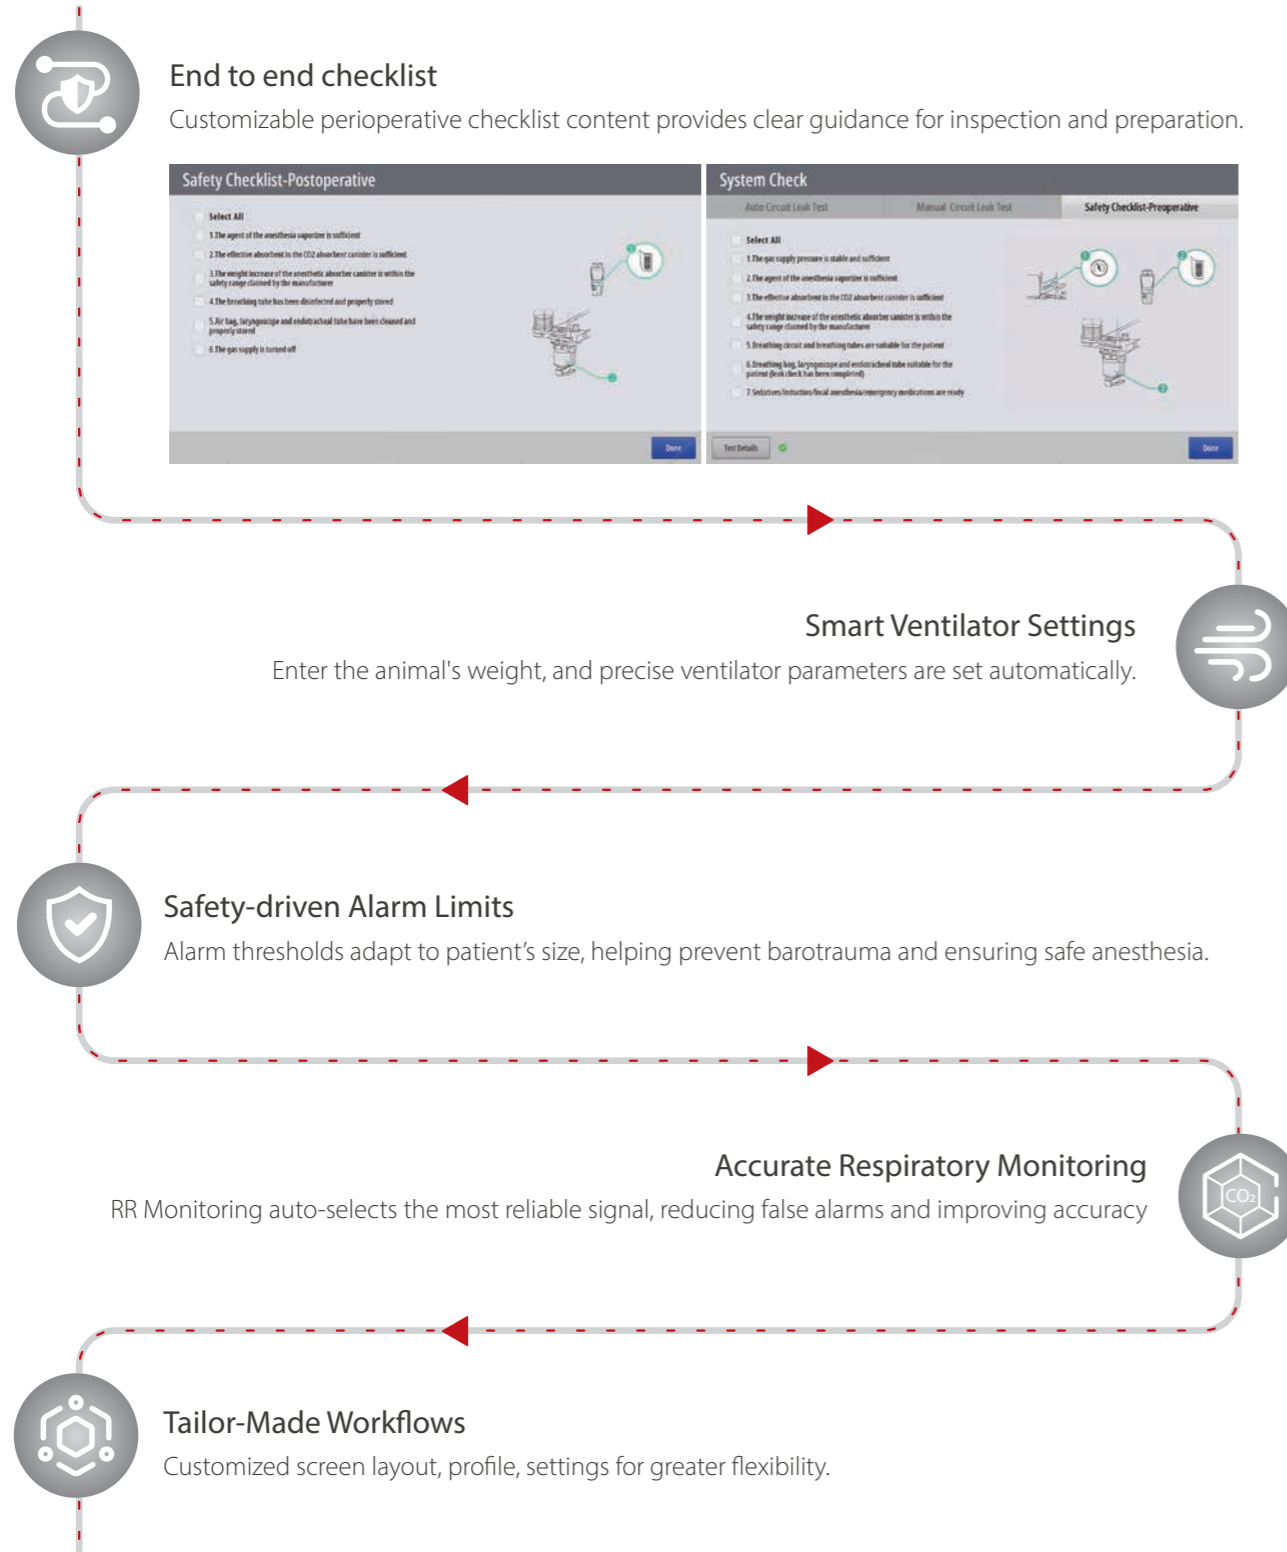 End to end checklist
Customizable perioperative checklist content provides clear guidance for inspection and preparation.
Safety Checklist-Postoperative
Select All
1.The agent of the anesthesia vaporizer is sufficient
2.The effective absorbent in the CO2 absorbent canister is sufficient
3.The weight increase of the anesthetic absorber canister is within the
safety range claimed by the manufacturer
4.The breathing tube has been disinfected and properly stored
5.Air bag, laryngoscope and endotracheal tube have been cleaned and
properly stored
6.The gas supply is turned off
Done
System Check
Auto Circuit Leak Test
Manual Circuit Leak Test
Safety Checklist-Preoperative
Select All
1.The gas supply pressure is stable and sufficient
2.The agent of the anesthesia vaporizer is sufficient
3.The effective absorbent in the CO2 absorbent canister is sufficient
4.The weight increase of the anesthetic absorber canister is within the
safety range claimed by the manufacturer
5.Breathing circuit and breathing tubes are suitable for the patient
6.Breathing bag, laryngoscope and endotracheal tube suitable for the
patient (leak check has been completed)
7.Sedatives/induction/local anesthesia/emergency medications are ready
1
2
3
Test Details
Done
Smart Ventilator Settings
Enter the animal's weight, and precise ventilator parameters are set automatically.
Safety-driven Alarm Limits
Alarm thresholds adapt to patient’s size, helping prevent barotrauma and ensuring safe anesthesia.
Accurate Respiratory Monitoring
RR Monitoring auto-selects the most reliable signal, reducing false alarms and improving accuracy
CO₂
Tailor-Made Workflows
Customized screen layout, profile, settings for greater flexibility.